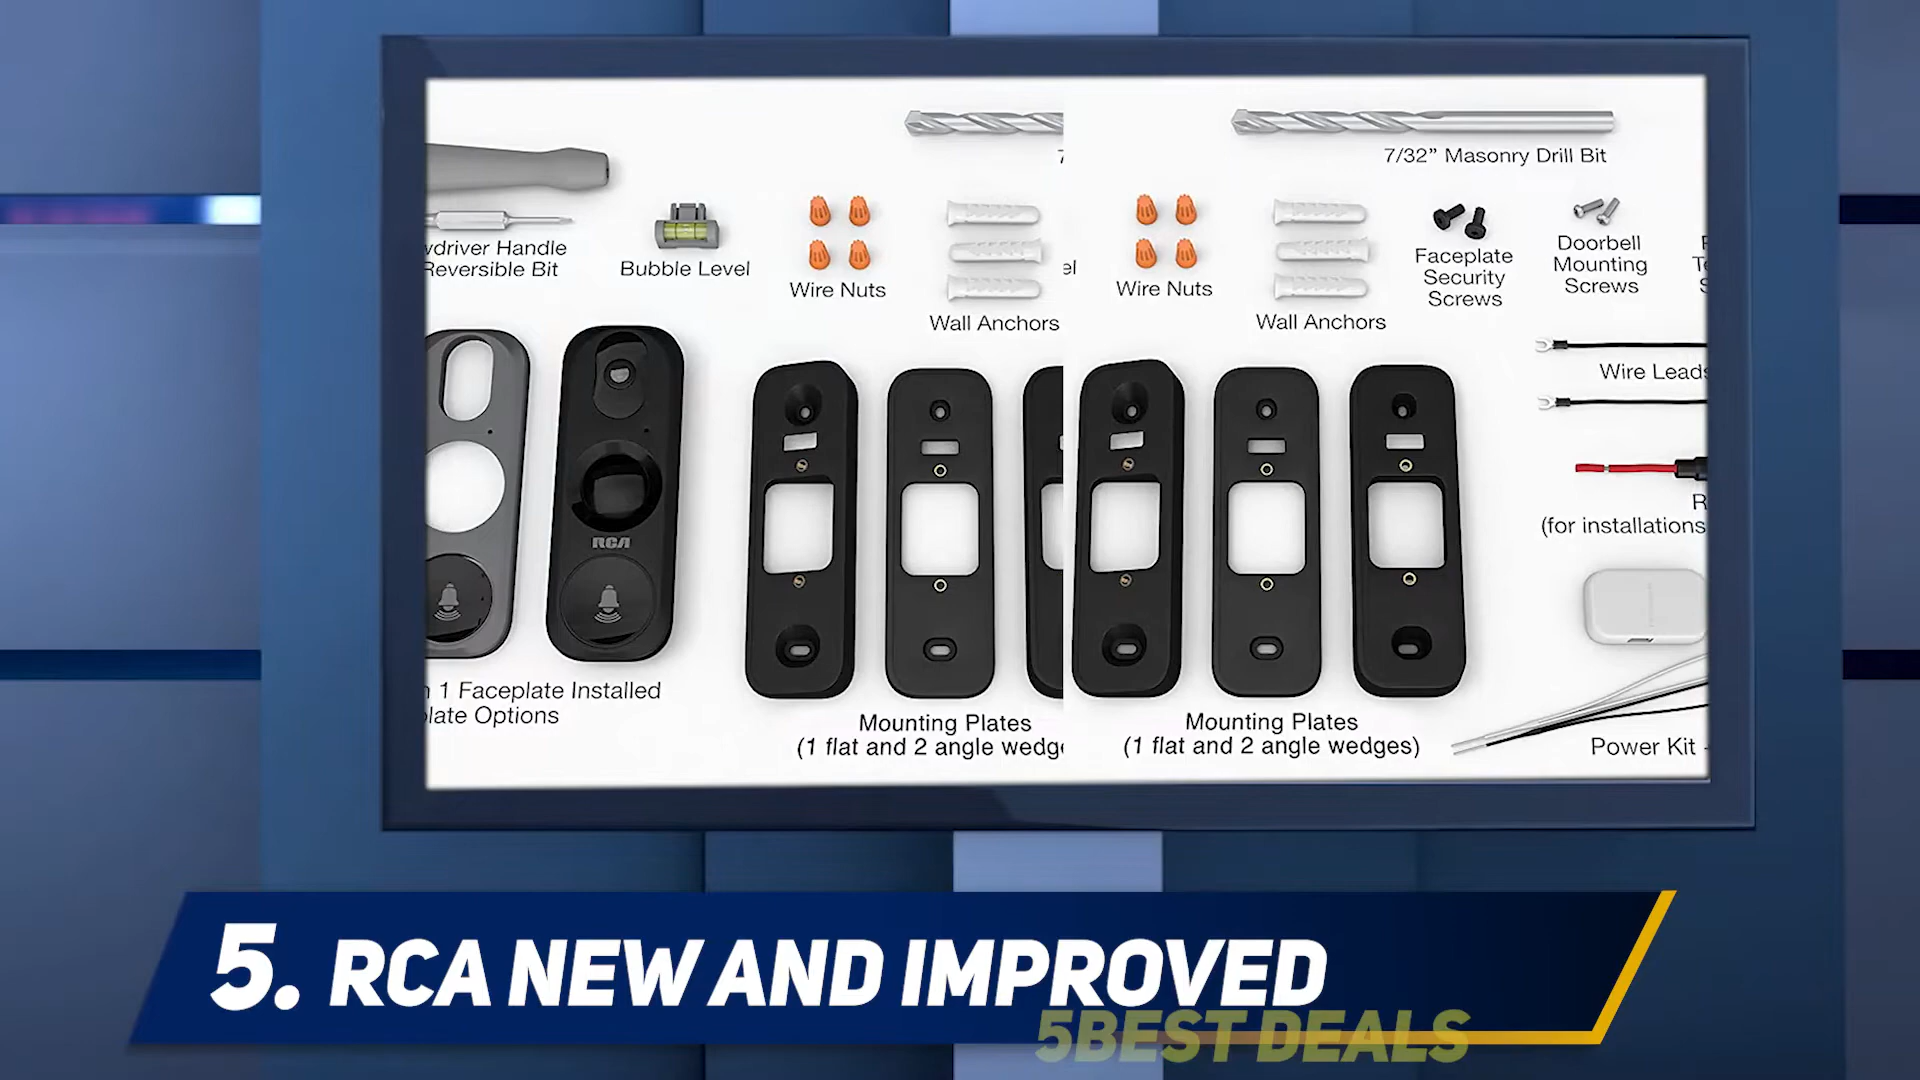 7/32” Masonry Drill Bit
wdriver Handle
Reversible Bit
Bubble Level
Wire Nuts
Wall Anchors
Wire Nuts
Wall Anchors
Faceplate
Security
Screws
Doorbell
Mounting
Screws
Wire Leads
(for installations
RCA
1 Faceplate Installed
plate Options
Mounting Plates
(1 flat and 2 angle wedge
Mounting Plates
(1 flat and 2 angle wedges)
Power Kit -
5. RCA NEW AND IMPROVED
5BEST DEALS